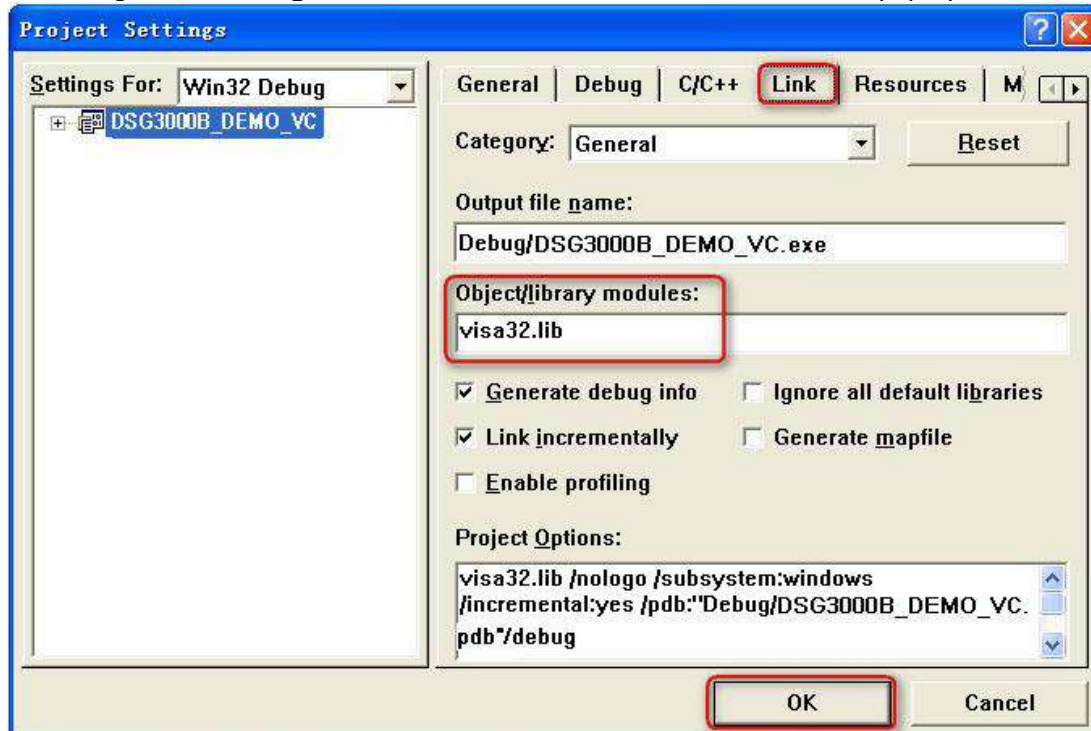 Project Settings
Settings For: Win32 Debug
DSG3000B_DEMO_VC
General Debug C/C++ Link Resources M
Category: General Reset
Output file name:
Debug/DSG3000B_DEMO_VC.exe
Object/library modules:
visa32.lib
Generate debug info Ignore all default libraries
Link incrementally Generate mapfile
Enable profiling
Project Options:
visa32.lib /nologo /subsystem:windows
/incremental:yes /pdb:"Debug/DSG3000B_DEMO_VC.
pdb"/debug
OK Cancel